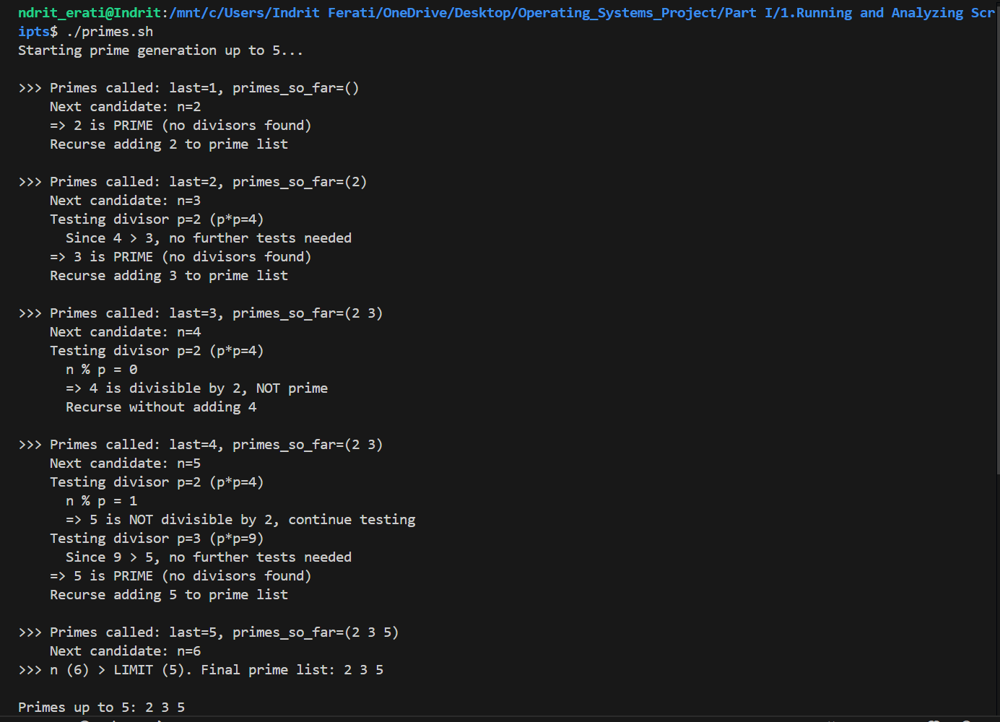 ndrit_erati@Indrit:/mnt/c/Users/Indrit Ferati/OneDrive/Desktop/Operating_Systems_Project/Part I/1.Running and Analyzing Scr
ipts$ ./primes.sh
Starting prime generation up to 5...
>>> Primes called: last=1, primes_so_far=()
Next candidate: n=2
=> 2 is PRIME (no divisors found)
Recurse adding 2 to prime list
>>> Primes called: last=2, primes_so_far=(2)
Next candidate: n=3
Testing divisor p=2 (p*p=4)
Since 4 > 3, no further tests needed
=> 3 is PRIME (no divisors found)
Recurse adding 3 to prime list
>>> Primes called: last=3, primes_so_far=(2 3)
Next candidate: n=4
Testing divisor p=2 (p*p=4)
n % p = 0
=> 4 is divisible by 2, NOT prime
Recurse without adding 4
>>> Primes called: last=4, primes_so_far=(2 3)
Next candidate: n=5
Testing divisor p=2 (p*p=4)
n % p = 1
=> 5 is NOT divisible by 2, continue testing
Testing divisor p=3 (p*p=9)
Since 9 > 5, no further tests needed
=> 5 is PRIME (no divisors found)
Recurse adding 5 to prime list
>>> Primes called: last=5, primes_so_far=(2 3 5)
Next candidate: n=6
>>> n (6) > LIMIT (5). Final prime list: 2 3 5
Primes up to 5: 2 3 5